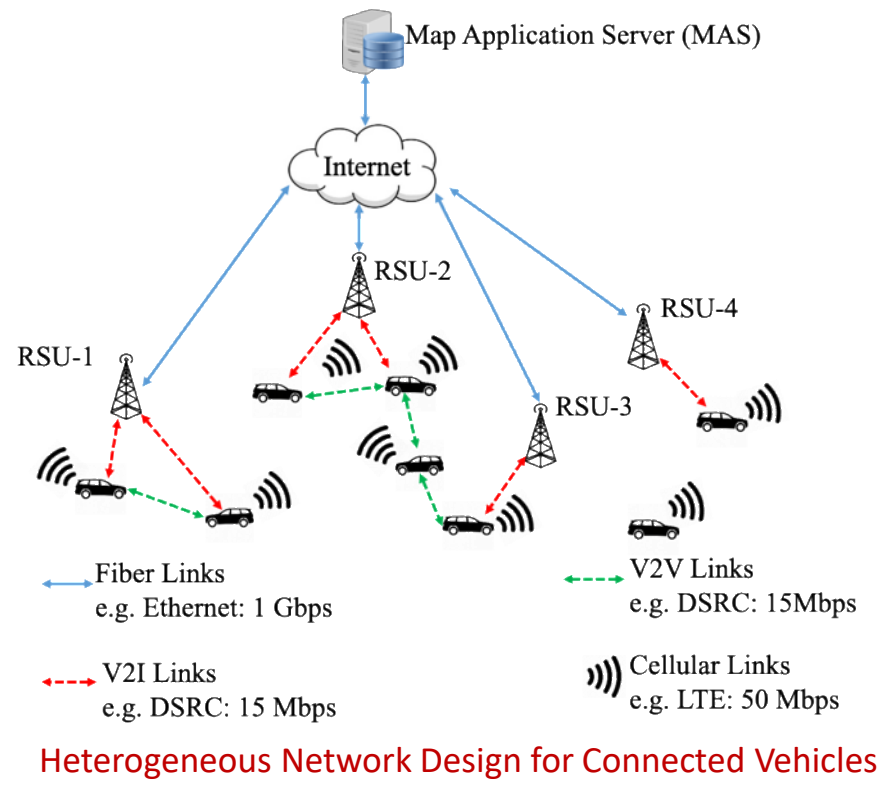 Map Application Server (MAS)
Internet
RSU-2
RSU-4
RSU-1
RSU-3
Fiber Links
e.g. Ethernet: 1 Gbps
V2V Links
e.g. DSRC: 15Mbps
V2I Links
e.g. DSRC: 15 Mbps
Cellular Links
e.g. LTE: 50 Mbps
Heterogeneous Network Design for Connected Vehicles